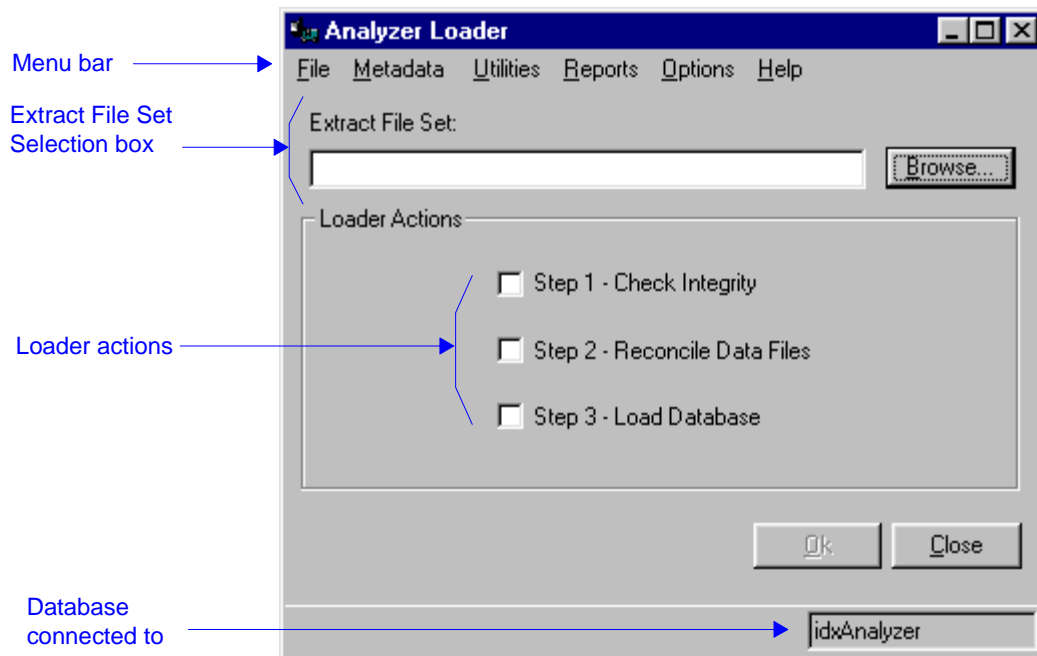 Analyzer Loader
Menu bar
File Metadata Utilities Reports Options Help
Extract File Set
Selection box
Extract File Set:
Browse...
Loader Actions
Step 1 - Check Integrity
Loader actions
Step 2 - Reconcile Data Files
Step 3 - Load Database
Ok Close
Database
connected to
idxAnalyzer